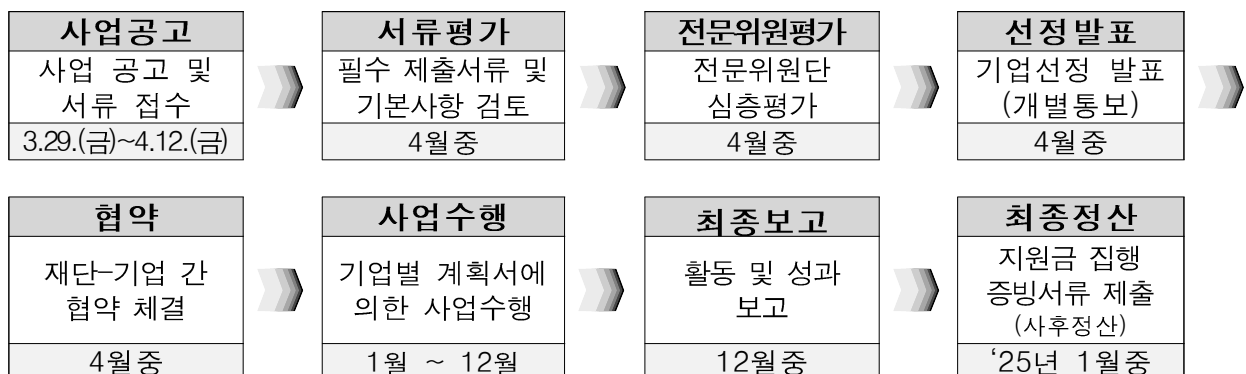 사업공고
사업 공고 및
서류 접수
3.29.(금)~4.12.(금)
서류평가
필수 제출서류 및
기본사항 검토
4월중
전문위원평가
전문위원단
심층평가
4월중
선정발표
기업선정 발표
(개별통보)
4월중
협약
재단-기업 간
협약 체결
4월중
사업수행
기업별 계획서에
의한 사업수행
1월 ~ 12월
최종보고
활동 및 성과
보고
12월중
최종정산
지원금 집행
증빙서류 제출
(사후정산)
‘25년 1월중